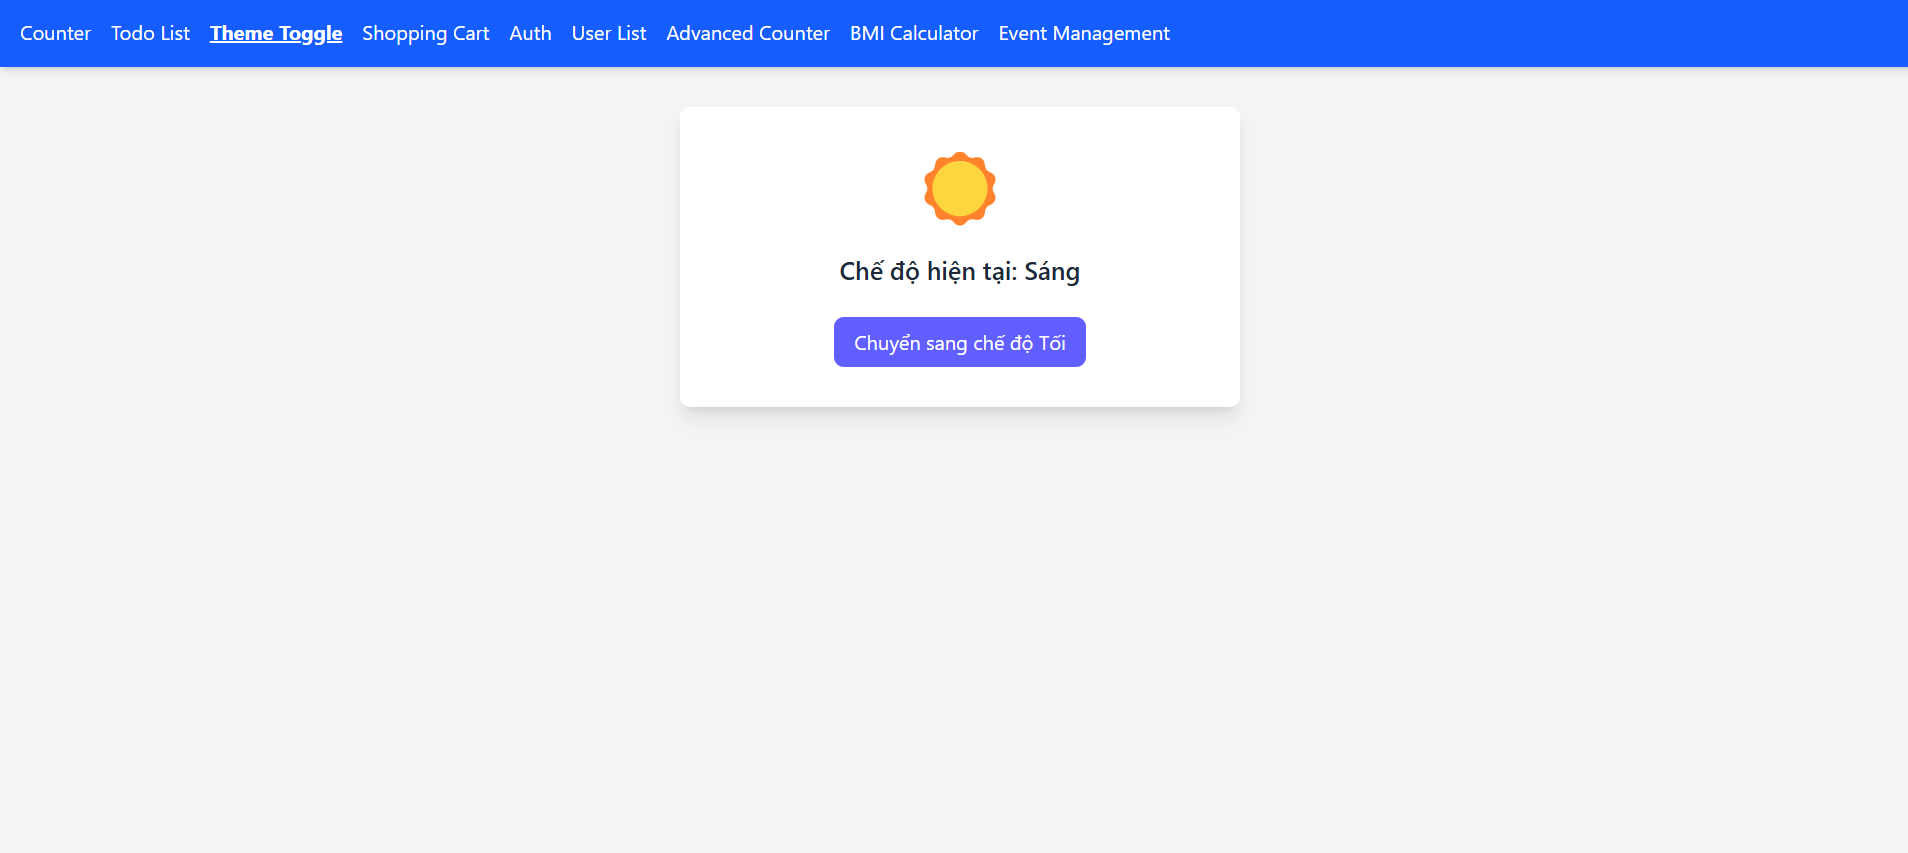 Counter Todo List Theme Toggle Shopping Cart Auth User List Advanced Counter BMI Calculator Event Management
Chế độ hiện tại: Sáng
Chuyển sang chế độ Tối